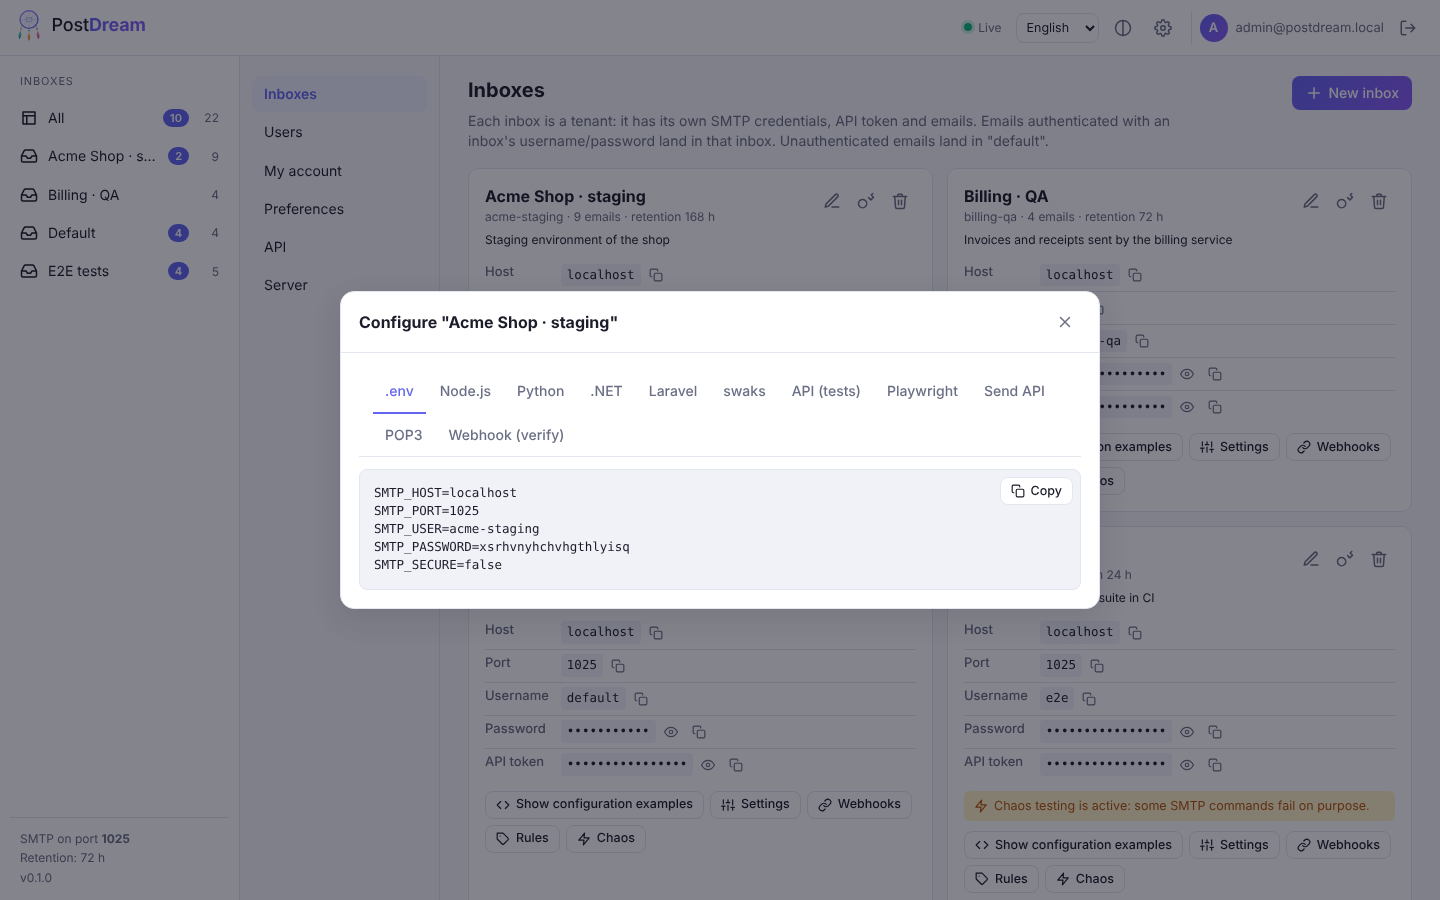 PostDream
Live
English
A
admin@postdream.local
INBOXES
All 10 22
Acme Shop · s... 2 9
Billing · QA 4
Default 4 4
E2E tests 4 5
SMTP on port 1025
Retention: 72 h
v0.1.0
Inboxes
Users
My account
Preferences
API
Server
Inboxes
New inbox
Each inbox is a tenant: it has its own SMTP credentials, API token and emails. Emails authenticated with an
inbox's username/password land in that inbox. Unauthenticated emails land in "default".
Acme Shop · staging
acme-staging · 9 emails · retention 168 h
Staging environment of the shop
Host localhost
Billing · QA
billing-qa · 4 emails · retention 72 h
Invoices and receipts sent by the billing service
Host localhost
-qa
Settings
Webhooks
Configure "Acme Shop · staging"
.env Node.js Python .NET Laravel swaks API (tests) Playwright Send API
POP3 Webhook (verify)
Copy
SMTP_HOST=localhost
SMTP_PORT=1025
SMTP_USER=acme-staging
SMTP_PASSWORD=xsrhvnyhchvhgthlyisq
SMTP_SECURE=false
Host localhost
Port 1025
Username default
Password •••••••••••
API token ••••••••••••••••
Show configuration examples Settings Webhooks
Rules Chaos
24 h
suite in CI
Host localhost
Port 1025
Username e2e
Password ••••••••••••••••
API token ••••••••••••••••
Chaos testing is active: some SMTP commands fail on purpose.
Show configuration examples Settings Webhooks
Rules Chaos